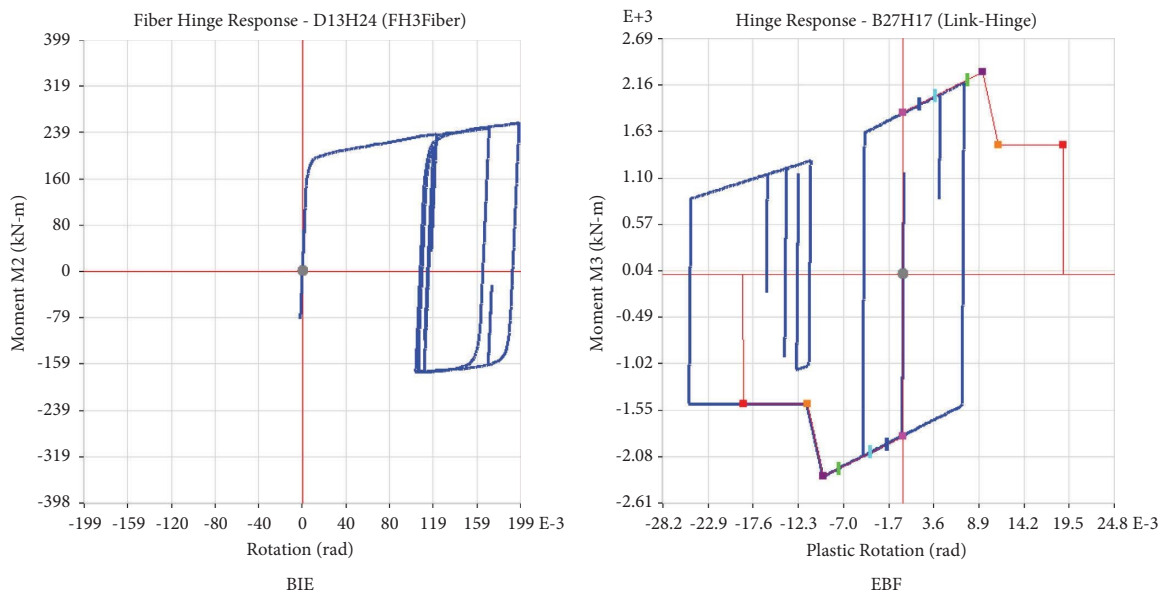 Fiber Hinge Response - D13H24 (FH3Fiber)
399
319
239
160
80
0
-79
-159
-239
-319
-398
Moment M2 (kN-m)
-199 -160 -120 -80 -40 0 40 80 119 159 199 E-3
Rotation (rad)
BIE
E+3
Hinge Response - B27H17 (Link-Hinge)
2.69
2.16
1.63
1.10
0.57
0.04
-0.49
-1.02
-1.55
-2.08
-2.61
Moment M3 (kN-m)
-28.2 -22.9 -17.6 -12.3 -7.0 -1.7 3.6 8.9 14.2 19.5 24.8 E-3
Plastic Rotation (rad)
EBF